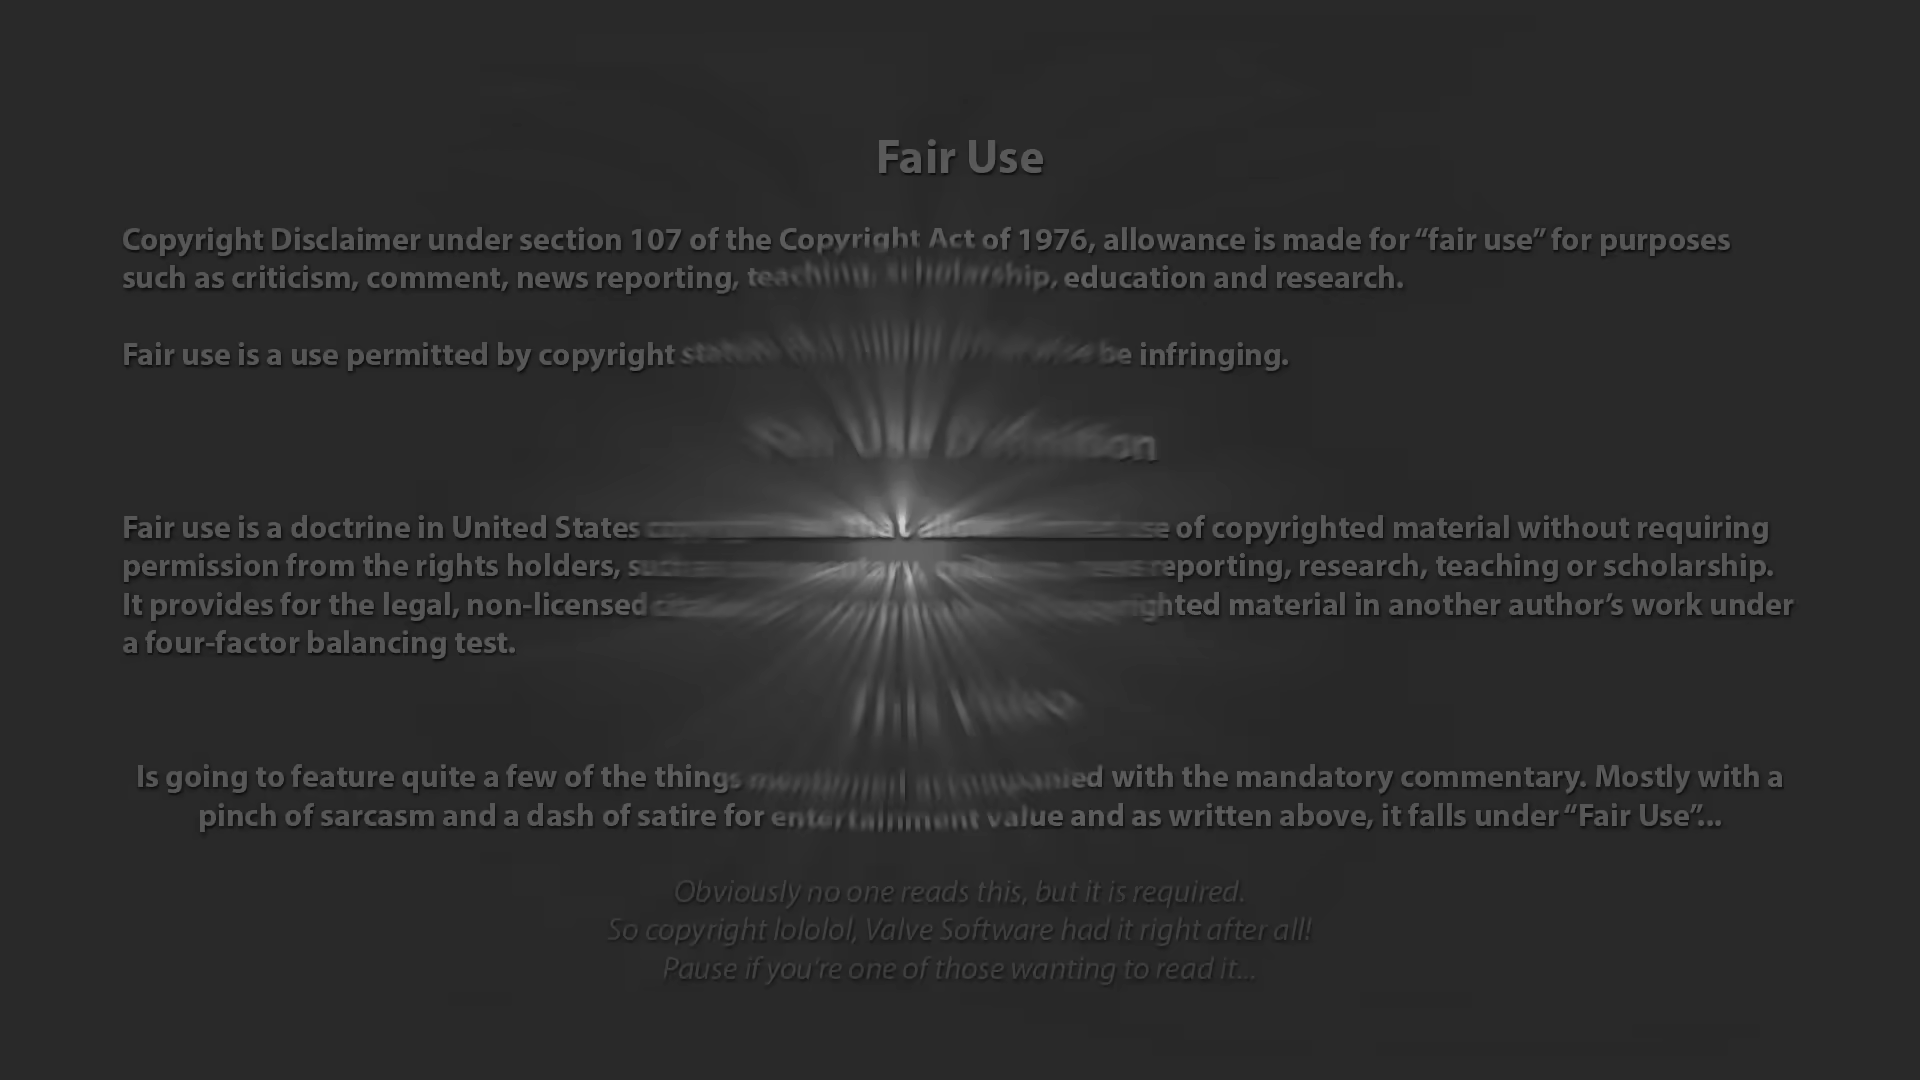 Fair Use
Copyright Disclaimer under section 107 of the Copyright Act of 1976, allowance is made for “fair use” for purposes
such as criticism, comment, news reporting, teaching, scholarship, education and research.
Fair use is a use permitted by copyright be infringing.
Fair Use Definition
Fair use is a doctrine in United States of copyrighted material without requiring
permission from the rights holders, reporting, research, teaching or scholarship.
It provides for the legal, non-licensed material in another author’s work under
a four-factor balancing test.
Is going to feature quite a few of the things with the mandatory commentary. Mostly with a
pinch of sarcasm and a dash of satire for entertainment value and as written above, it falls under “Fair Use”...
Obviously no one reads this, but it is required.
So copyright lololol, Valve Software had it right after all!
Pause if you’re one of those wanting to read it...